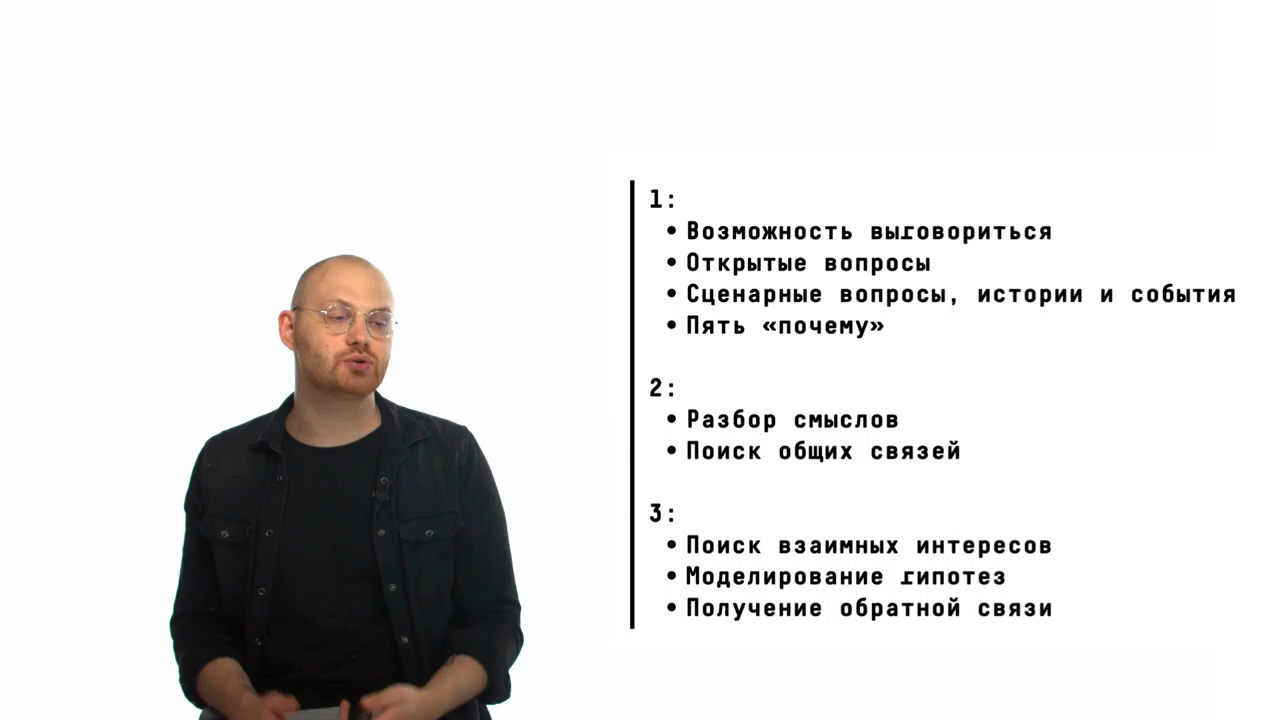 1:
• Возможность выговориться
• Открытые вопросы
• Сценарные вопросы, истории и события
• Пять «почему»
2:
• Разбор смыслов
• Поиск общих связей
3:
• Поиск взаимных интересов
• Моделирование гипотез
• Получение обратной связи